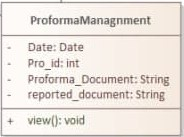 ProformaManagnment
- Date: Date
- Pro_id: int
- Proforma_Document: String
- reported_document: String
+ view(): void